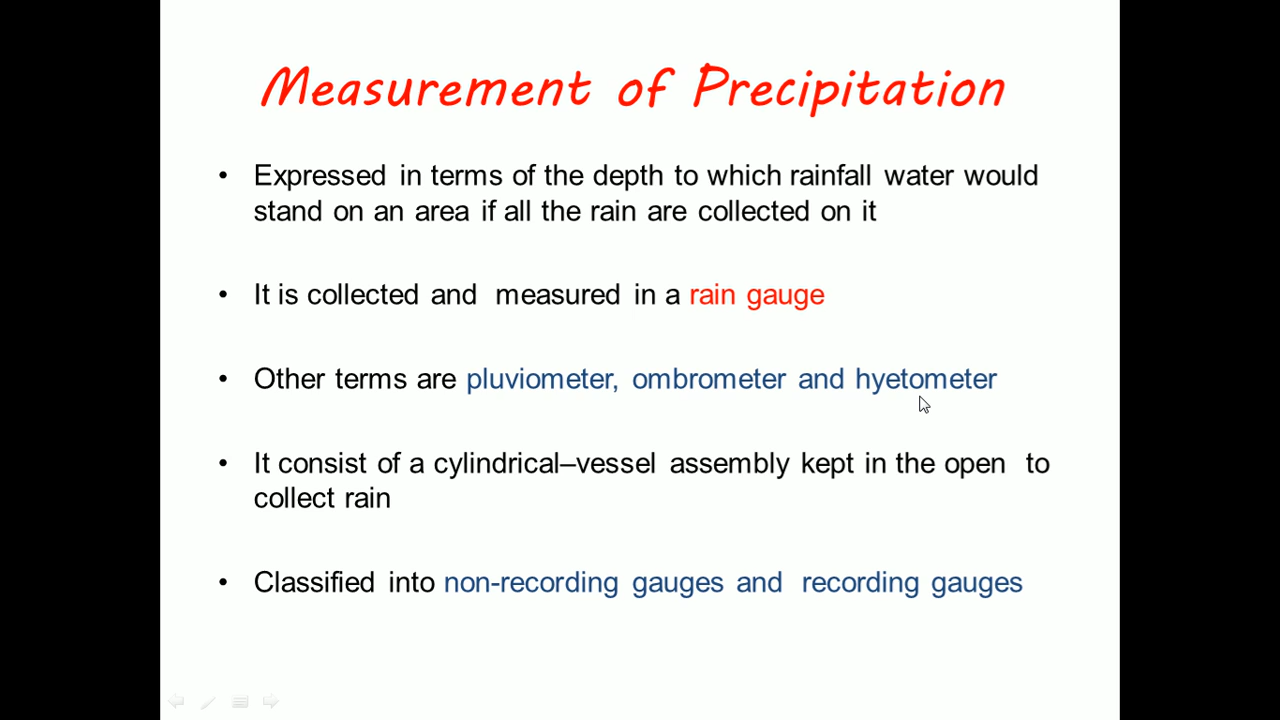 Measurement of Precipitation
• Expressed in terms of the depth to which rainfall water would
stand on an area if all the rain are collected on it
• It is collected and measured in a rain gauge
• Other terms are pluviometer, ombrometer and hyetometer
• It consist of a cylindrical–vessel assembly kept in the open to
collect rain
• Classified into non-recording gauges and recording gauges